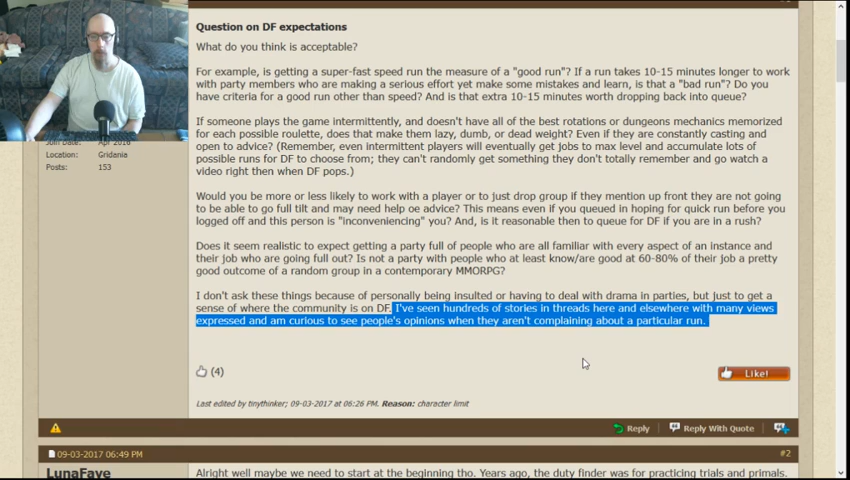 Question on DF expectations
What do you think is acceptable?
For example, is getting a super-fast speed run the measure of a "good run"? If a run takes 10-15 minutes longer to work
with party members who are making a serious effort yet make some mistakes and learn, is that a "bad run"? Do you
have criteria for a good run other than speed? And is that extra 10-15 minutes worth dropping back into queue?
If someone plays the game intermittently, and doesn't have all of the best rotations or dungeons mechanics memorized
for each possible roulette, does that make them lazy, dumb, or dead weight? Even if they are constantly casting and
open to advice? (Remember, even intermittent players will eventually get jobs to max level and accumulate lots of
possible runs for DF to choose from; they can't randomly get something they don't totally remember and go watch a
video right then when DF pops.)
Join Date: Apr 2016
Location: Gridania
Posts: 153
Would you be more or less likely to work with a player or to just drop group if they mention up front they are not going
to be able to go full tilt and may need help oe advice? This means even if you queued in hoping for quick run before you
logged off and this person is "inconveniencing" you? And, is it reasonable then to queue for DF if you are in a rush?
Does it seem realistic to expect getting a party full of people who are all familiar with every aspect of an instance and
their job who are going full out? Is not a party with people who at least know/are good at 60-80% of their job a pretty
good outcome of a random group in a contemporary MMORPG?
I don't ask these things because of personally being insulted or having to deal with drama in parties, but just to get a
sense of where the community is on DF. I've seen hundreds of stories in threads here and elsewhere with many views
expressed and am curious to see people's opinions when they aren't complaining about a particular run.
(4)
Like!
Last edited by tinythinker; 09-03-2017 at 06:26 PM. Reason: character limit
Reply
Reply With Quote
09-03-2017 06:49 PM
#2
LunaFaye
Alright well maybe we need to start at the beginning tho. Years ago, the duty finder was for practicing trials and primals.